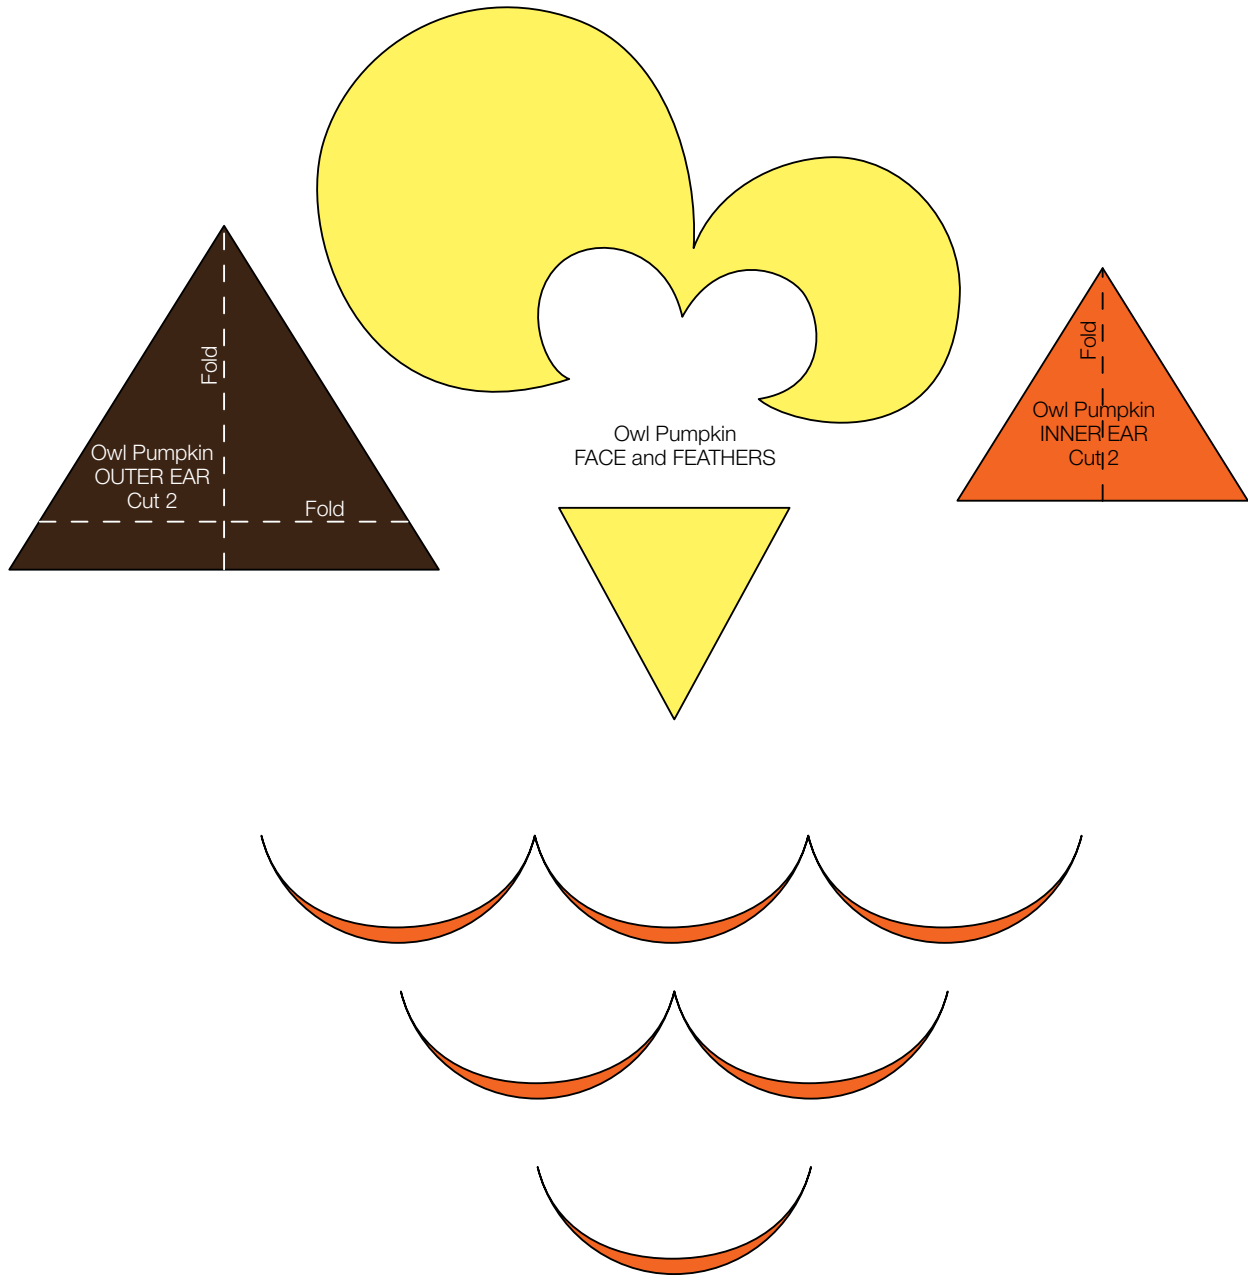 Fold
Owl Pumpkin
OUTER EAR
Cut 2
Fold
Owl Pumpkin
FACE and FEATHERS
Fold
Owl Pumpkin
INNER EAR
Cut 2